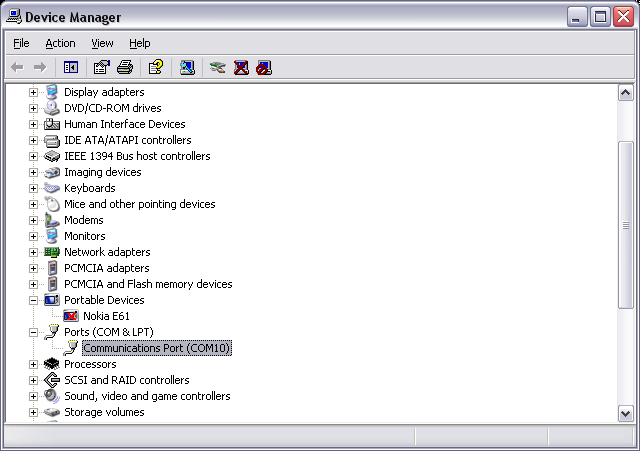 Device Manager
File Action View Help
Display adapters
DVD/CD-ROM drives
Human Interface Devices
IDE ATA/ATAPI controllers
IEEE 1394 Bus host controllers
Imaging devices
Keyboards
Mice and other pointing devices
Modems
Monitors
Network adapters
PCMCIA adapters
PCMCIA and Flash memory devices
Portable Devices
Nokia E61
Ports (COM & LPT)
Communications Port (COM10)
Processors
SCSI and RAID controllers
Sound, video and game controllers
Storage volumes